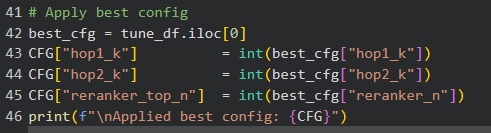 41 # Apply best config
42 best_cfg = tune_df.iloc[0]
43 CFG["hop1_k"]          = int(best_cfg["hop1_k"])
44 CFG["hop2_k"]          = int(best_cfg["hop2_k"])
45 CFG["reranker_top_n"]  = int(best_cfg["reranker_n"])
46 print(f"\nApplied best config: {CFG}")